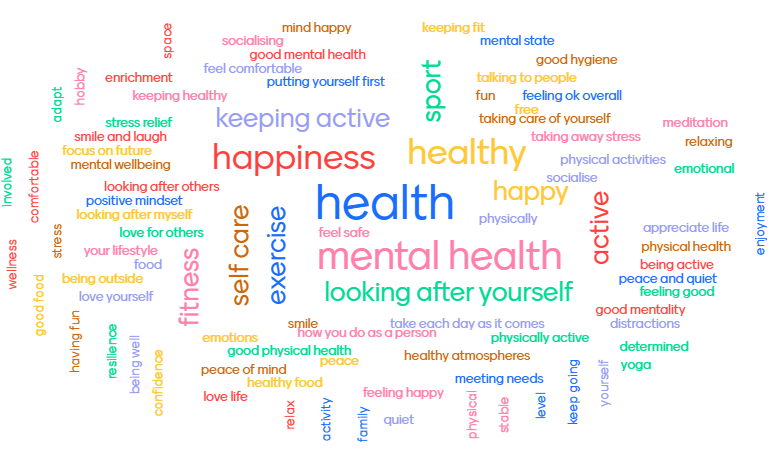 mind happy
keeping fit
space
socialising
mental state
good mental health
good hygiene
feel comfortable
sport
enrichment
talking to people
hobby
putting yourself first
adapt
keeping healthy
fun
feeling ok overall
free
stress relief
keeping active
taking care of yourself
meditation
smile and laugh
taking away stress
relaxing
focus on future
happiness
healthy
mental wellbeing
physical activities
emotional
involved
comfortable
looking after others
socialise
happy
positive mindset
health
looking after myself
physically
active
enjoyment
self care
exercise
appreciate life
love for others
feel safe
stress
physical health
wellness
your lifestyle
mental health
food
being active
fitness
being outside
peace and quiet
looking after yourself
feeling good
love yourself
good food
good mentality
having fun
smile
take each day as it comes
distractions
resilience
emotions
how you do as a person
physically active
being well
good physical health
determined
healthy atmospheres
confidence
peace
yoga
peace of mind
healthy food
meeting needs
keep going
yourself
love life
feeling happy
relax
activity
family
quiet
physical
stable
level